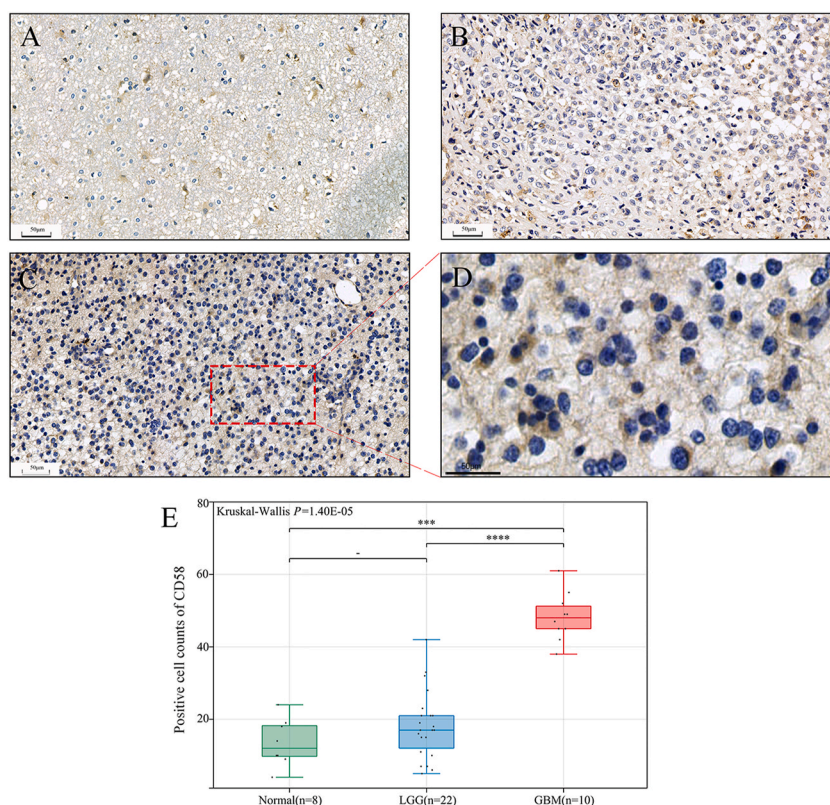 A
B
50μm
50μm
C
D
50μm
50μm
E
80
Kruskal-Wallis P=1.40E-05
***
****
-
60
40
20
Positive cell counts of CD58
Normal(n=8)
LGG(n=22)
GBM(n=10)